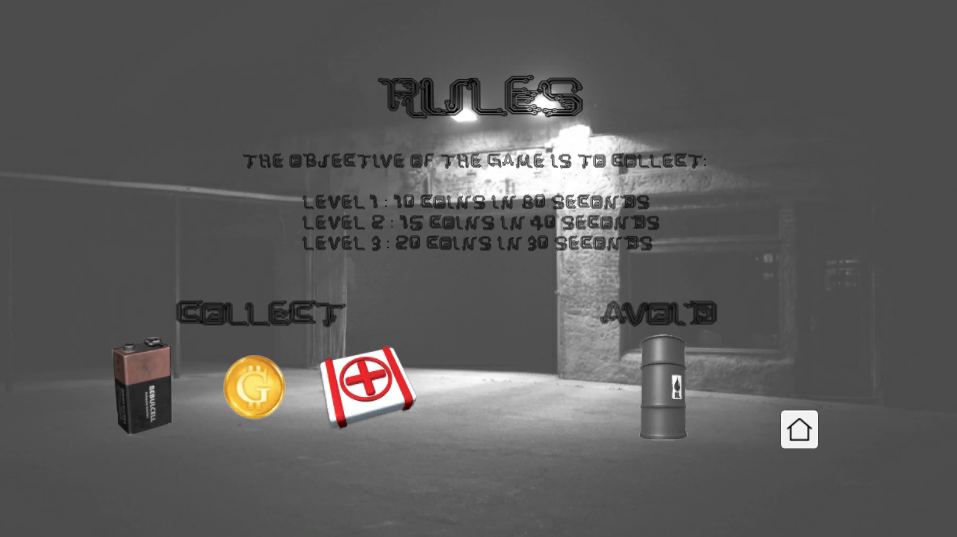 RULES
THE OBJECTIVE OF THE GAME IS TO COLLECT:
LEVEL 1 : 10 COINS IN 80 SECONDS
LEVEL 2 : 15 COINS IN 40 SECONDS
LEVEL 3 : 20 COINS IN 30 SECONDS
COLLECT
AVOID
G